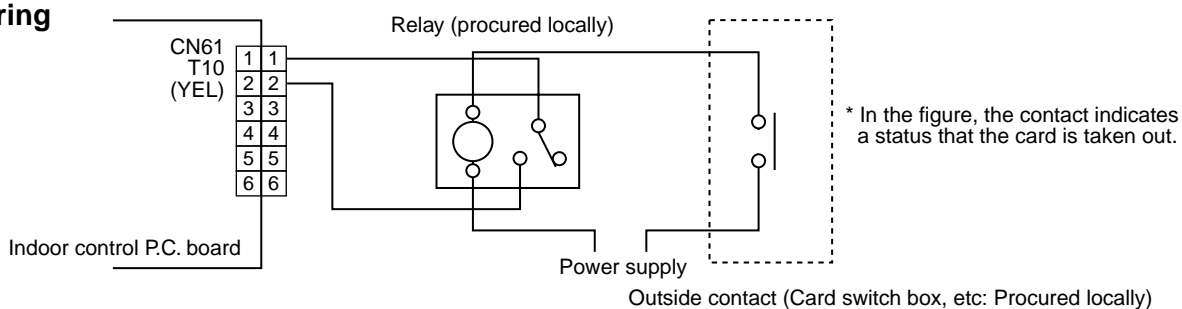 ring
Relay (procured locally)
CN61
T10
(YEL)
1 1
2 2
3 3
4 4
5 5
6 6
* In the figure, the contact indicates
a status that the card is taken out.
Indoor control P.C. board
Power supply
Outside contact (Card switch box, etc: Procured locally)